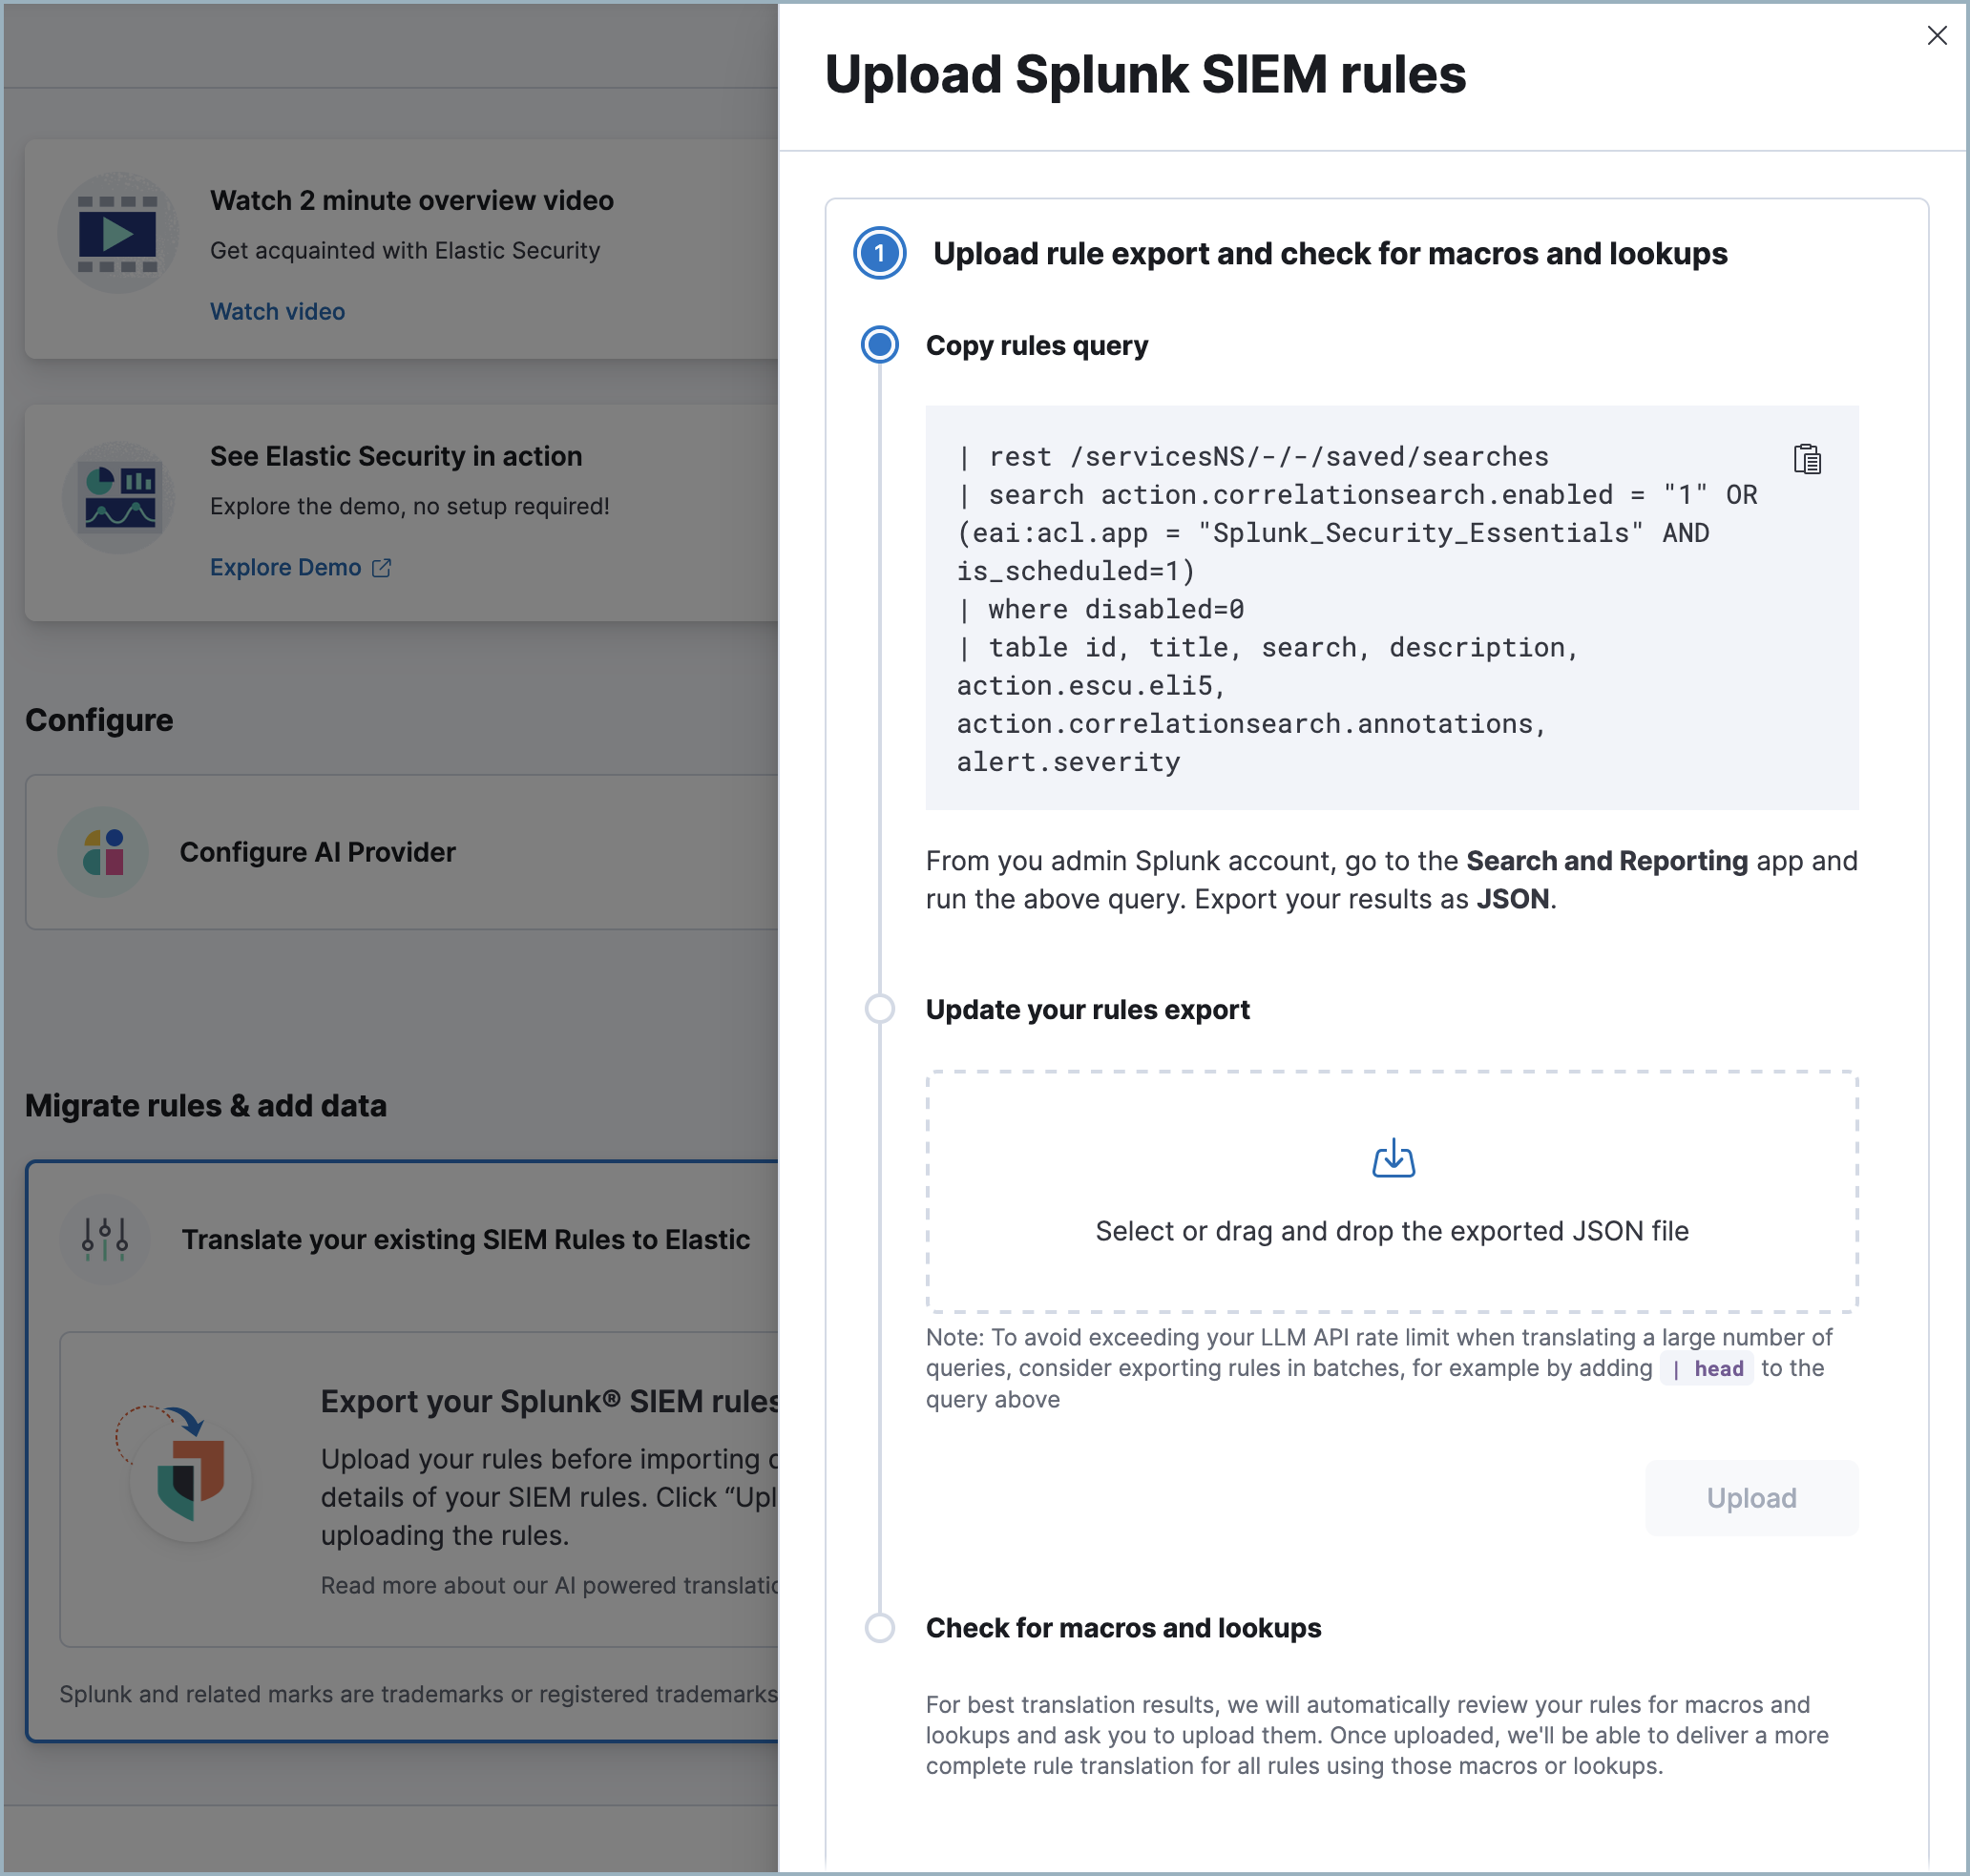 Watch 2 minute overview video
Get acquainted with Elastic Security
Watch video
See Elastic Security in action
Explore the demo, no setup required!
Explore Demo
Configure
Configure AI Provider
Migrate rules & add data
Translate your existing SIEM Rules to Elastic
Export your Splunk® SIEM rules
Upload your rules before importing
details of your SIEM rules. Click “Upl
uploading the rules.
Read more about our AI powered translatio
Splunk and related marks are trademarks or registered trademarks
Upload Splunk SIEM rules
1 Upload rule export and check for macros and lookups
Copy rules query
| rest /servicesNS/-/-/saved/searches
| search action.correlationsearch.enabled = "1" OR
(eai:acl.app = "Splunk_Security_Essentials" AND
is_scheduled=1)
| where disabled=0
| table id, title, search, description,
action.escu.eli5,
action.correlationsearch.annotations,
alert.severity
From you admin Splunk account, go to the Search and Reporting app and
run the above query. Export your results as JSON.
Update your rules export
Select or drag and drop the exported JSON file
Note: To avoid exceeding your LLM API rate limit when translating a large number of
queries, consider exporting rules in batches, for example by adding | head to the
query above
Upload
Check for macros and lookups
For best translation results, we will automatically review your rules for macros and
lookups and ask you to upload them. Once uploaded, we'll be able to deliver a more
complete rule translation for all rules using those macros or lookups.